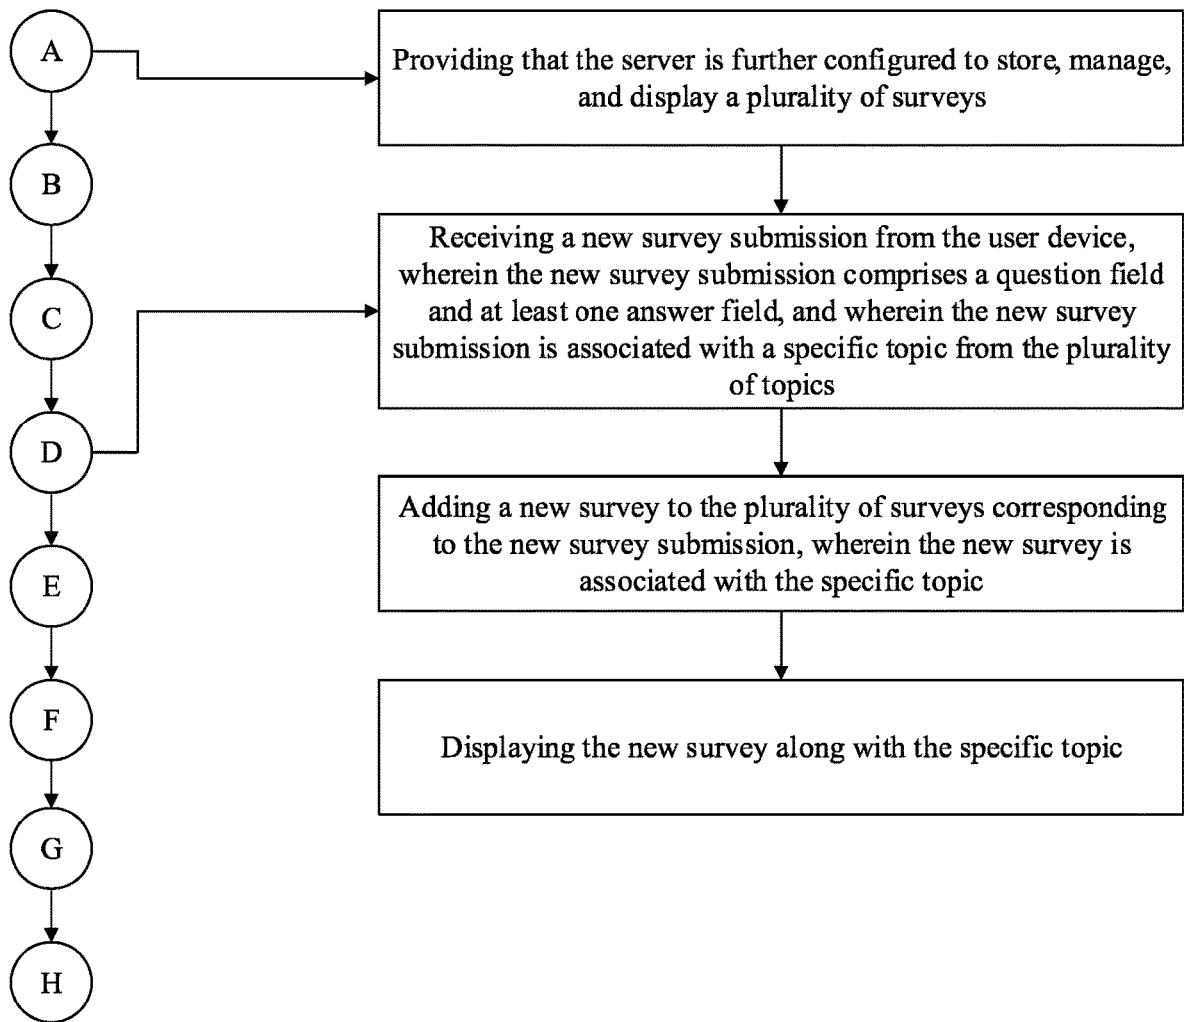 A
Providing that the server is further configured to store, manage,
and display a plurality of surveys
B
Receiving a new survey submission from the user device,
wherein the new survey submission comprises a question field
and at least one answer field, and wherein the new survey
submission is associated with a specific topic from the plurality
of topics
C
D
Adding a new survey to the plurality of surveys corresponding
to the new survey submission, wherein the new survey is
associated with the specific topic
E
F
Displaying the new survey along with the specific topic
G
H